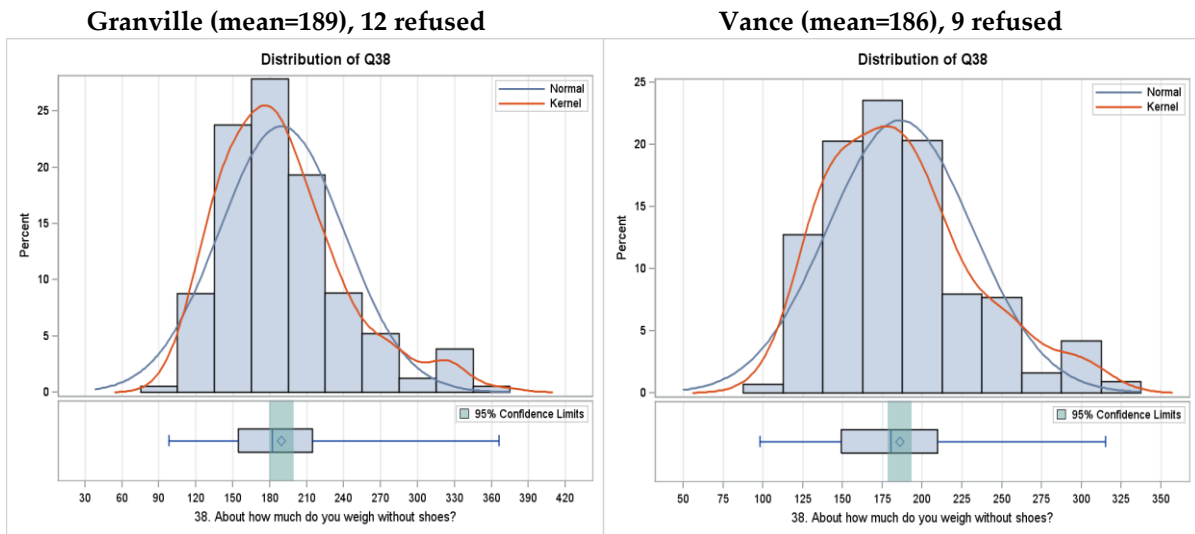 Granville (mean=189), 12 refused
Distribution of Q38
Normal
Kernel
25
20
15
10
5
0
Percent
95% Confidence Limits
30 60 90 120 150 180 210 240 270 300 330 360 390 420
38. About how much do you weigh without shoes?
Vance (mean=186), 9 refused
Distribution of Q38
Normal
Kernel
25
20
15
10
5
0
Percent
95% Confidence Limits
50 75 100 125 150 175 200 225 250 275 300 325 350
38. About how much do you weigh without shoes?